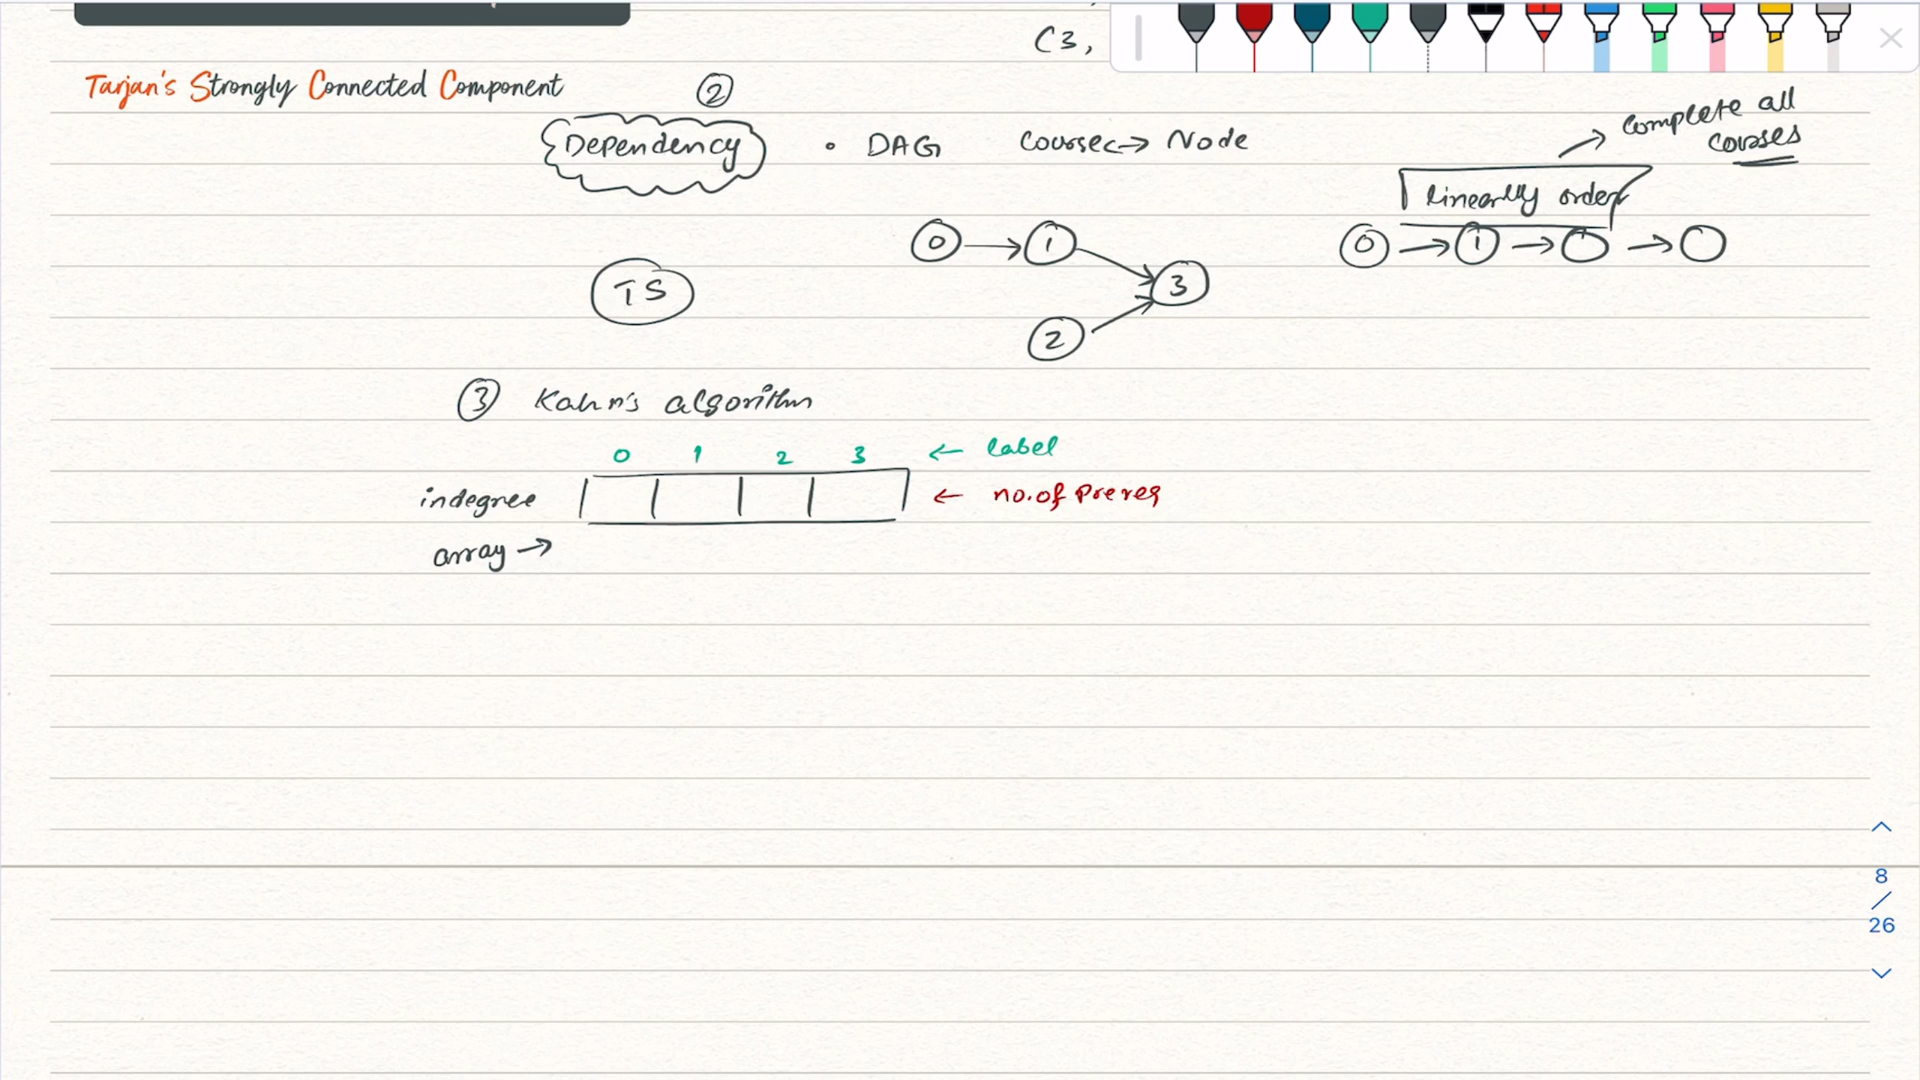 (3,
Tarjan's Strongly Connected Component
2
Dependency
• DAG
Course → Node
complete all
courses
linearly order
0 → 1
0 → 1 → →
3
2
TS
3 Kahn's algorithm
0 1 2 3 ← label
indegree ← no. of Prereq
array →
8
/
26